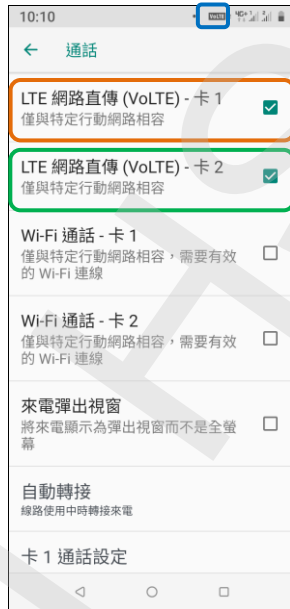 10:10 VoLTE 4G+
通話
LTE 網路直傳 (VoLTE) - 卡 1
僅與特定行動網路相容
LTE 網路直傳 (VoLTE) - 卡 2
僅與特定行動網路相容
Wi-Fi 通話 - 卡 1
僅與特定行動網路相容，需要有效
的 Wi-Fi 連線
Wi-Fi 通話 - 卡 2
僅與特定行動網路相容，需要有效
的 Wi-Fi 連線
來電彈出視窗
將來電顯示為彈出視窗而不是全螢
幕
自動轉接
線路使用中時轉接來電
卡 1 通話設定